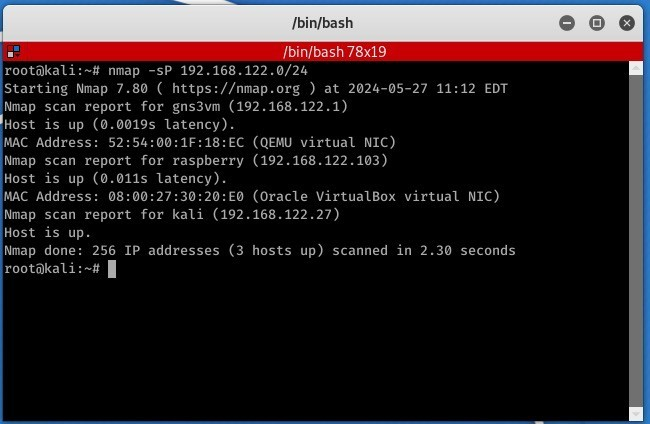 /bin/bash
/bin/bash 78x19
root@kali:~# nmap -sP 192.168.122.0/24
Starting Nmap 7.80 ( https://nmap.org ) at 2024-05-27 11:12 EDT
Nmap scan report for gns3vm (192.168.122.1)
Host is up (0.0019s latency).
MAC Address: 52:54:00:1F:18:EC (QEMU virtual NIC)
Nmap scan report for raspberry (192.168.122.103)
Host is up (0.011s latency).
MAC Address: 08:00:27:30:20:E0 (Oracle VirtualBox virtual NIC)
Nmap scan report for kali (192.168.122.27)
Host is up.
Nmap done: 256 IP addresses (3 hosts up) scanned in 2.30 seconds
root@kali:~#